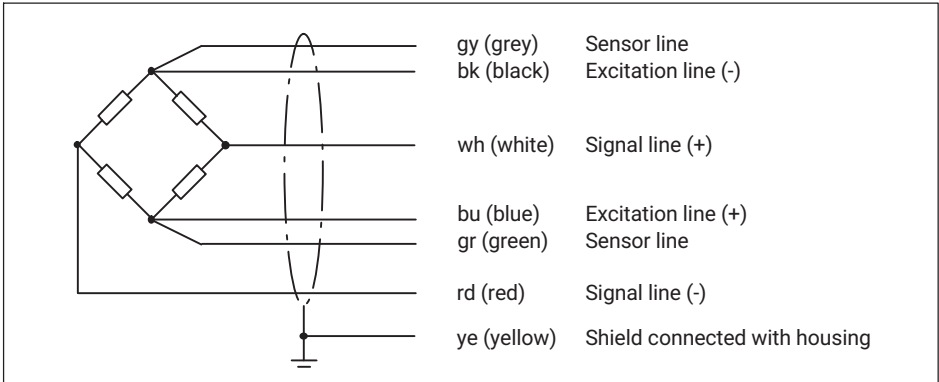 gy (grey) Sensor line
bk (black) Excitation line (-)
wh (white) Signal line (+)
bu (blue) Excitation line (+)
gr (green) Sensor line
rd (red) Signal line (-)
ye (yellow) Shield connected with housing